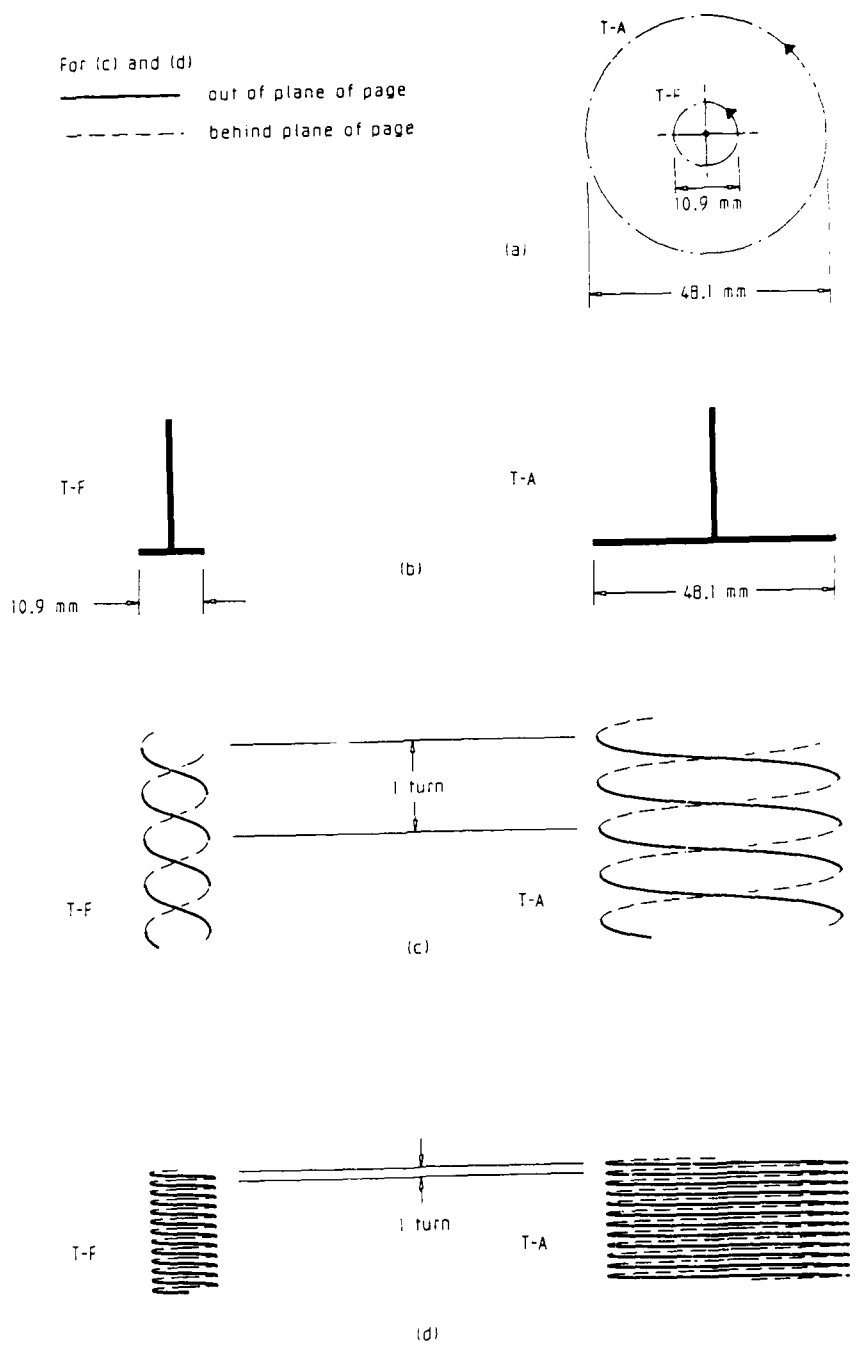 For (c) and (d)
out of plane of page
behind plane of page
T-A
T-F
10.9 mm
(a)
48.1 mm
T-F
T-A
(b)
10.9 mm
48.1 mm
1 turn
T-F
T-A
(c)
1 turn
T-F
T-A
(d)